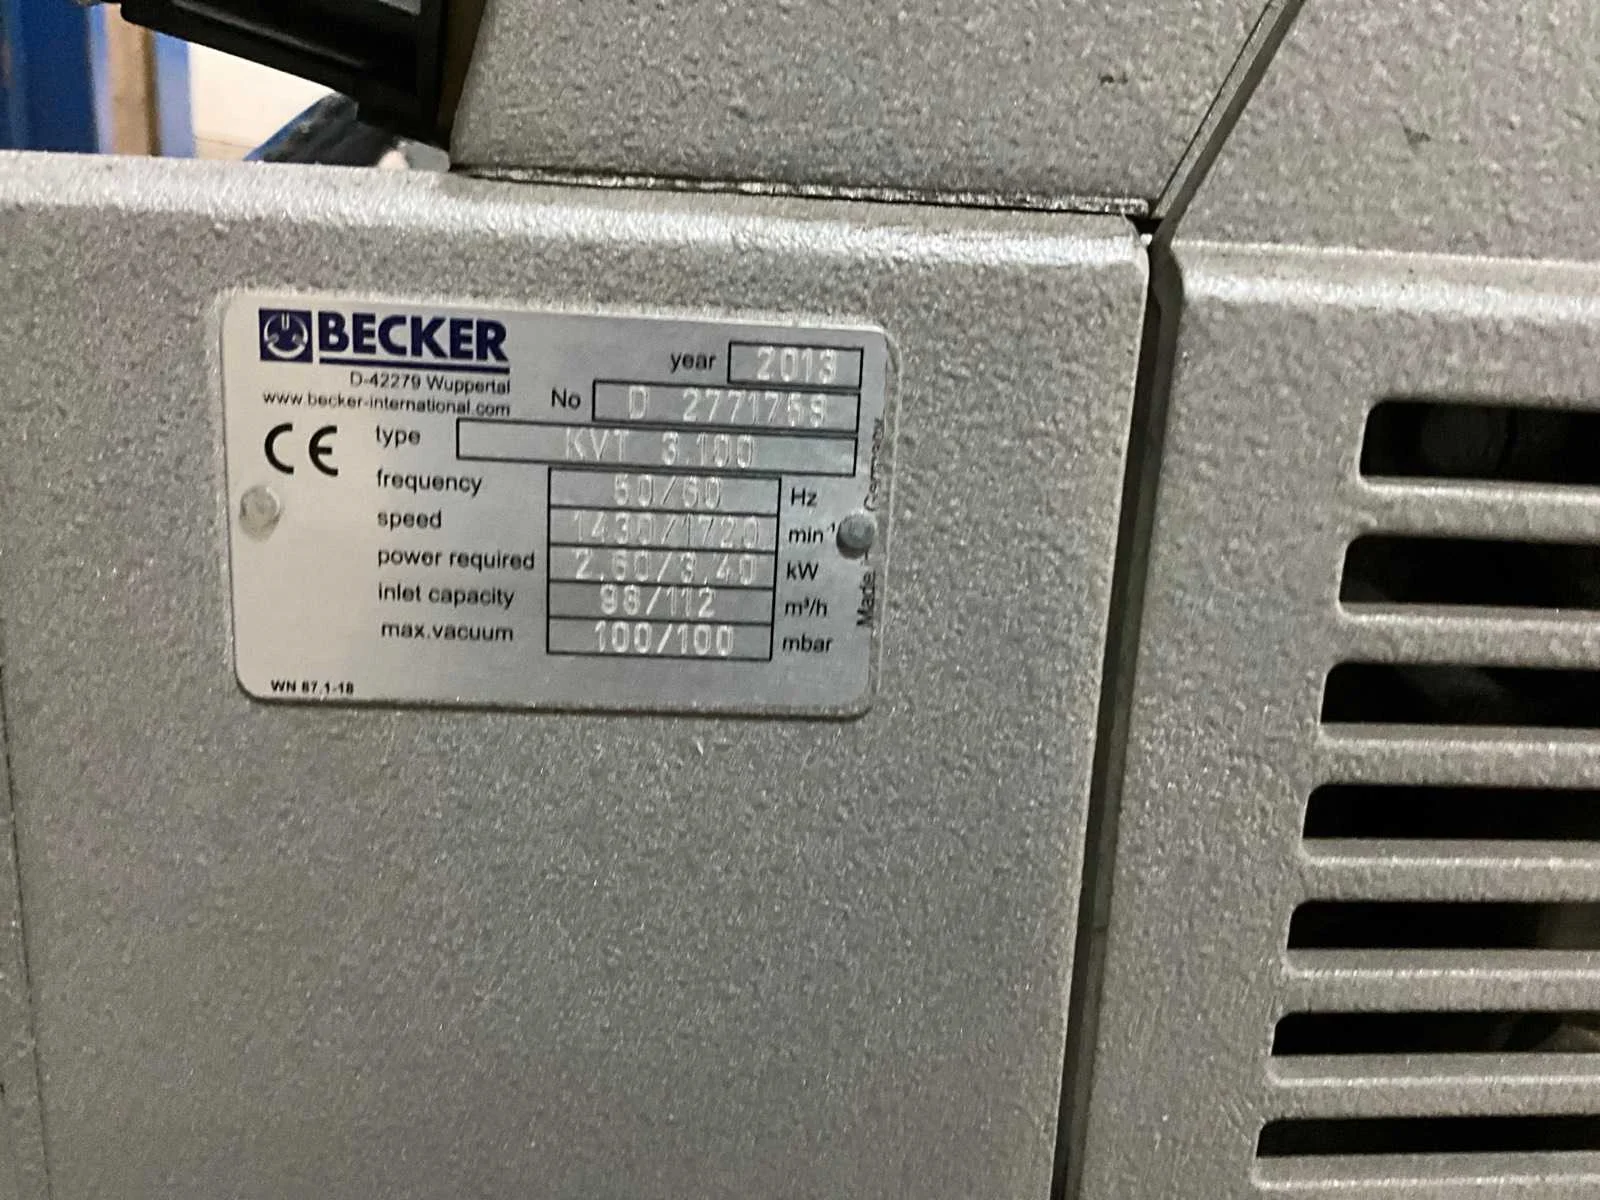 BECKER
D-42279 Wuppertal
www.becker-international.com
year 2013
No D 2771768
CE
type KVT 3.100
frequency 50/60 Hz
speed 1430/1720 min⁻¹
power required 2,60/3,40 kW
inlet capacity 98/112 m³/h
max.vacuum 100/100 mbar
WN 87.1-18
Made Germany